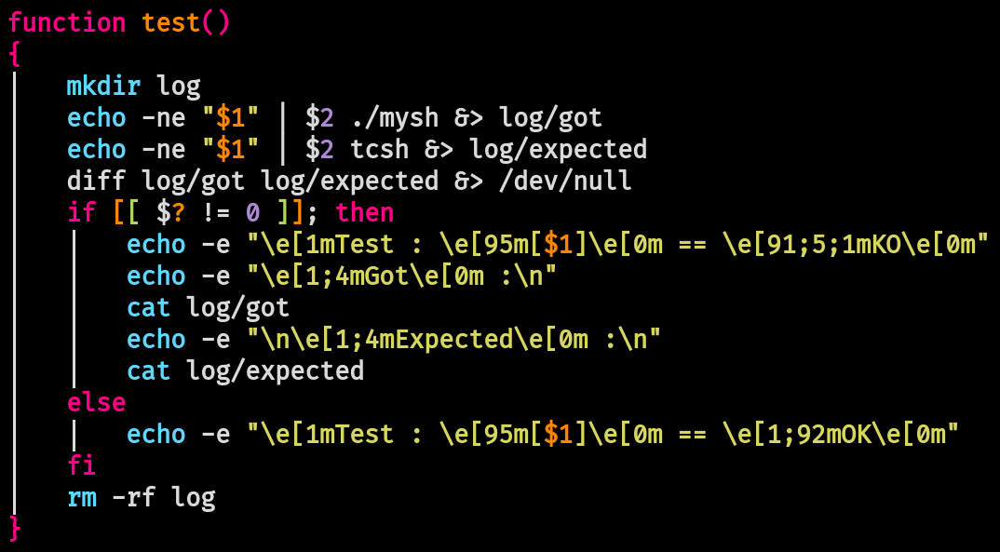 function test()
{
    mkdir log
    echo -ne "$1" | $2 ./mysh &> log/got
    echo -ne "$1" | $2 tcsh &> log/expected
    diff log/got log/expected &> /dev/null
    if [[ $? != 0 ]]; then
        echo -e "\e[1mTest : \e[95m[$1]\e[0m == \e[91;5;1mKO\e[0m"
        echo -e "\e[1;4mGot\e[0m :\n"
        cat log/got
        echo -e "\n\e[1;4mExpected\e[0m :\n"
        cat log/expected
    else
        echo -e "\e[1mTest : \e[95m[$1]\e[0m == \e[1;92mOK\e[0m"
    fi
    rm -rf log
}